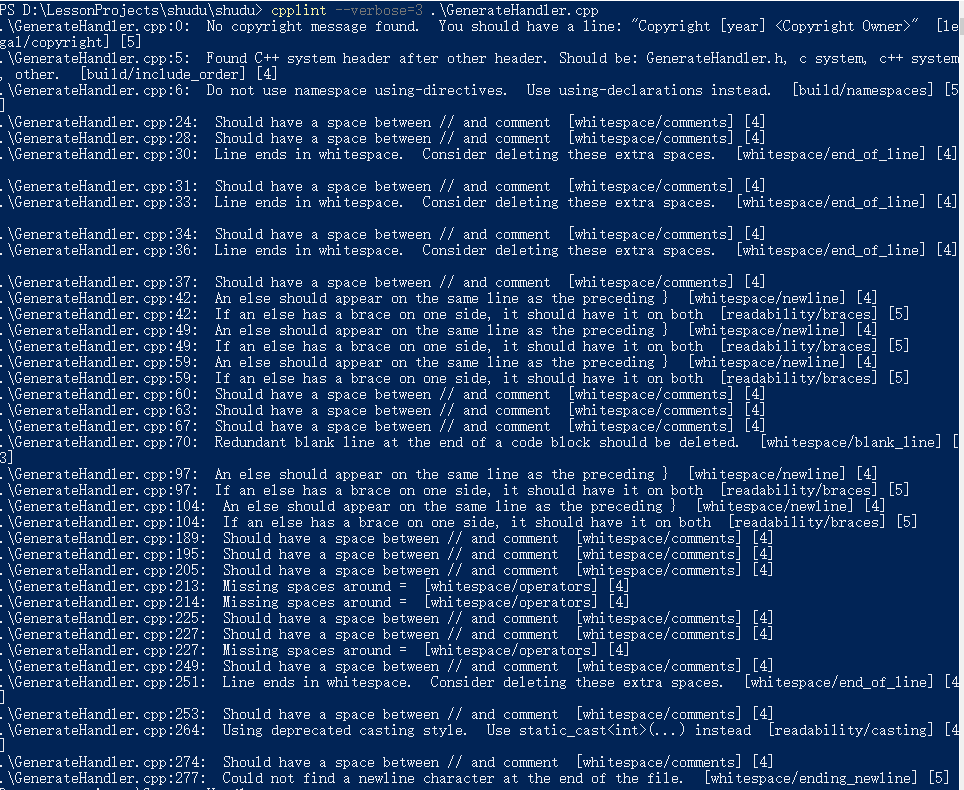 PS D:\LessonProjects\shudu\shudu> cpplint --verbose=3 .\GenerateHandler.cpp
.\GenerateHandler.cpp:0:  No copyright message found.  You should have a line: "Copyright [year] <Copyright Owner>"  [le
gal/copyright] [5]
.\GenerateHandler.cpp:5:  Found C++ system header after other header. Should be: GenerateHandler.h, c system, c++ system
, other.  [build/include_order] [4]
.\GenerateHandler.cpp:6:  Do not use namespace using-directives.  Use using-declarations instead.  [build/namespaces] [5
]
.\GenerateHandler.cpp:24:  Should have a space between // and comment  [whitespace/comments] [4]
.\GenerateHandler.cpp:28:  Should have a space between // and comment  [whitespace/comments] [4]
.\GenerateHandler.cpp:30:  Line ends in whitespace.  Consider deleting these extra spaces.  [whitespace/end_of_line] [4]
.\GenerateHandler.cpp:31:  Should have a space between // and comment  [whitespace/comments] [4]
.\GenerateHandler.cpp:33:  Line ends in whitespace.  Consider deleting these extra spaces.  [whitespace/end_of_line] [4]
.\GenerateHandler.cpp:34:  Should have a space between // and comment  [whitespace/comments] [4]
.\GenerateHandler.cpp:36:  Line ends in whitespace.  Consider deleting these extra spaces.  [whitespace/end_of_line] [4]
.\GenerateHandler.cpp:37:  Should have a space between // and comment  [whitespace/comments] [4]
.\GenerateHandler.cpp:42:  An else should appear on the same line as the preceding }  [whitespace/newline] [4]
.\GenerateHandler.cpp:42:  If an else has a brace on one side, it should have it on both  [readability/braces] [5]
.\GenerateHandler.cpp:49:  An else should appear on the same line as the preceding }  [whitespace/newline] [4]
.\GenerateHandler.cpp:49:  If an else has a brace on one side, it should have it on both  [readability/braces] [5]
.\GenerateHandler.cpp:59:  An else should appear on the same line as the preceding }  [whitespace/newline] [4]
.\GenerateHandler.cpp:59:  If an else has a brace on one side, it should have it on both  [readability/braces] [5]
.\GenerateHandler.cpp:60:  Should have a space between // and comment  [whitespace/comments] [4]
.\GenerateHandler.cpp:63:  Should have a space between // and comment  [whitespace/comments] [4]
.\GenerateHandler.cpp:67:  Should have a space between // and comment  [whitespace/comments] [4]
.\GenerateHandler.cpp:70:  Redundant blank line at the end of a code block should be deleted.  [whitespace/blank_line] [
3]
.\GenerateHandler.cpp:97:  An else should appear on the same line as the preceding }  [whitespace/newline] [4]
.\GenerateHandler.cpp:97:  If an else has a brace on one side, it should have it on both  [readability/braces] [5]
.\GenerateHandler.cpp:104:  An else should appear on the same line as the preceding }  [whitespace/newline] [4]
.\GenerateHandler.cpp:104:  If an else has a brace on one side, it should have it on both  [readability/braces] [5]
.\GenerateHandler.cpp:189:  Should have a space between // and comment  [whitespace/comments] [4]
.\GenerateHandler.cpp:195:  Should have a space between // and comment  [whitespace/comments] [4]
.\GenerateHandler.cpp:205:  Should have a space between // and comment  [whitespace/comments] [4]
.\GenerateHandler.cpp:213:  Missing spaces around =  [whitespace/operators] [4]
.\GenerateHandler.cpp:214:  Missing spaces around =  [whitespace/operators] [4]
.\GenerateHandler.cpp:225:  Should have a space between // and comment  [whitespace/comments] [4]
.\GenerateHandler.cpp:227:  Should have a space between // and comment  [whitespace/comments] [4]
.\GenerateHandler.cpp:227:  Missing spaces around =  [whitespace/operators] [4]
.\GenerateHandler.cpp:249:  Should have a space between // and comment  [whitespace/comments] [4]
.\GenerateHandler.cpp:251:  Line ends in whitespace.  Consider deleting these extra spaces.  [whitespace/end_of_line] [4
]
.\GenerateHandler.cpp:253:  Should have a space between // and comment  [whitespace/comments] [4]
.\GenerateHandler.cpp:264:  Using deprecated casting style.  Use static_cast<int>(...) instead  [readability/casting] [4
]
.\GenerateHandler.cpp:274:  Should have a space between // and comment  [whitespace/comments] [4]
.\GenerateHandler.cpp:277:  Could not find a newline character at the end of the file.  [whitespace/ending_newline] [5]